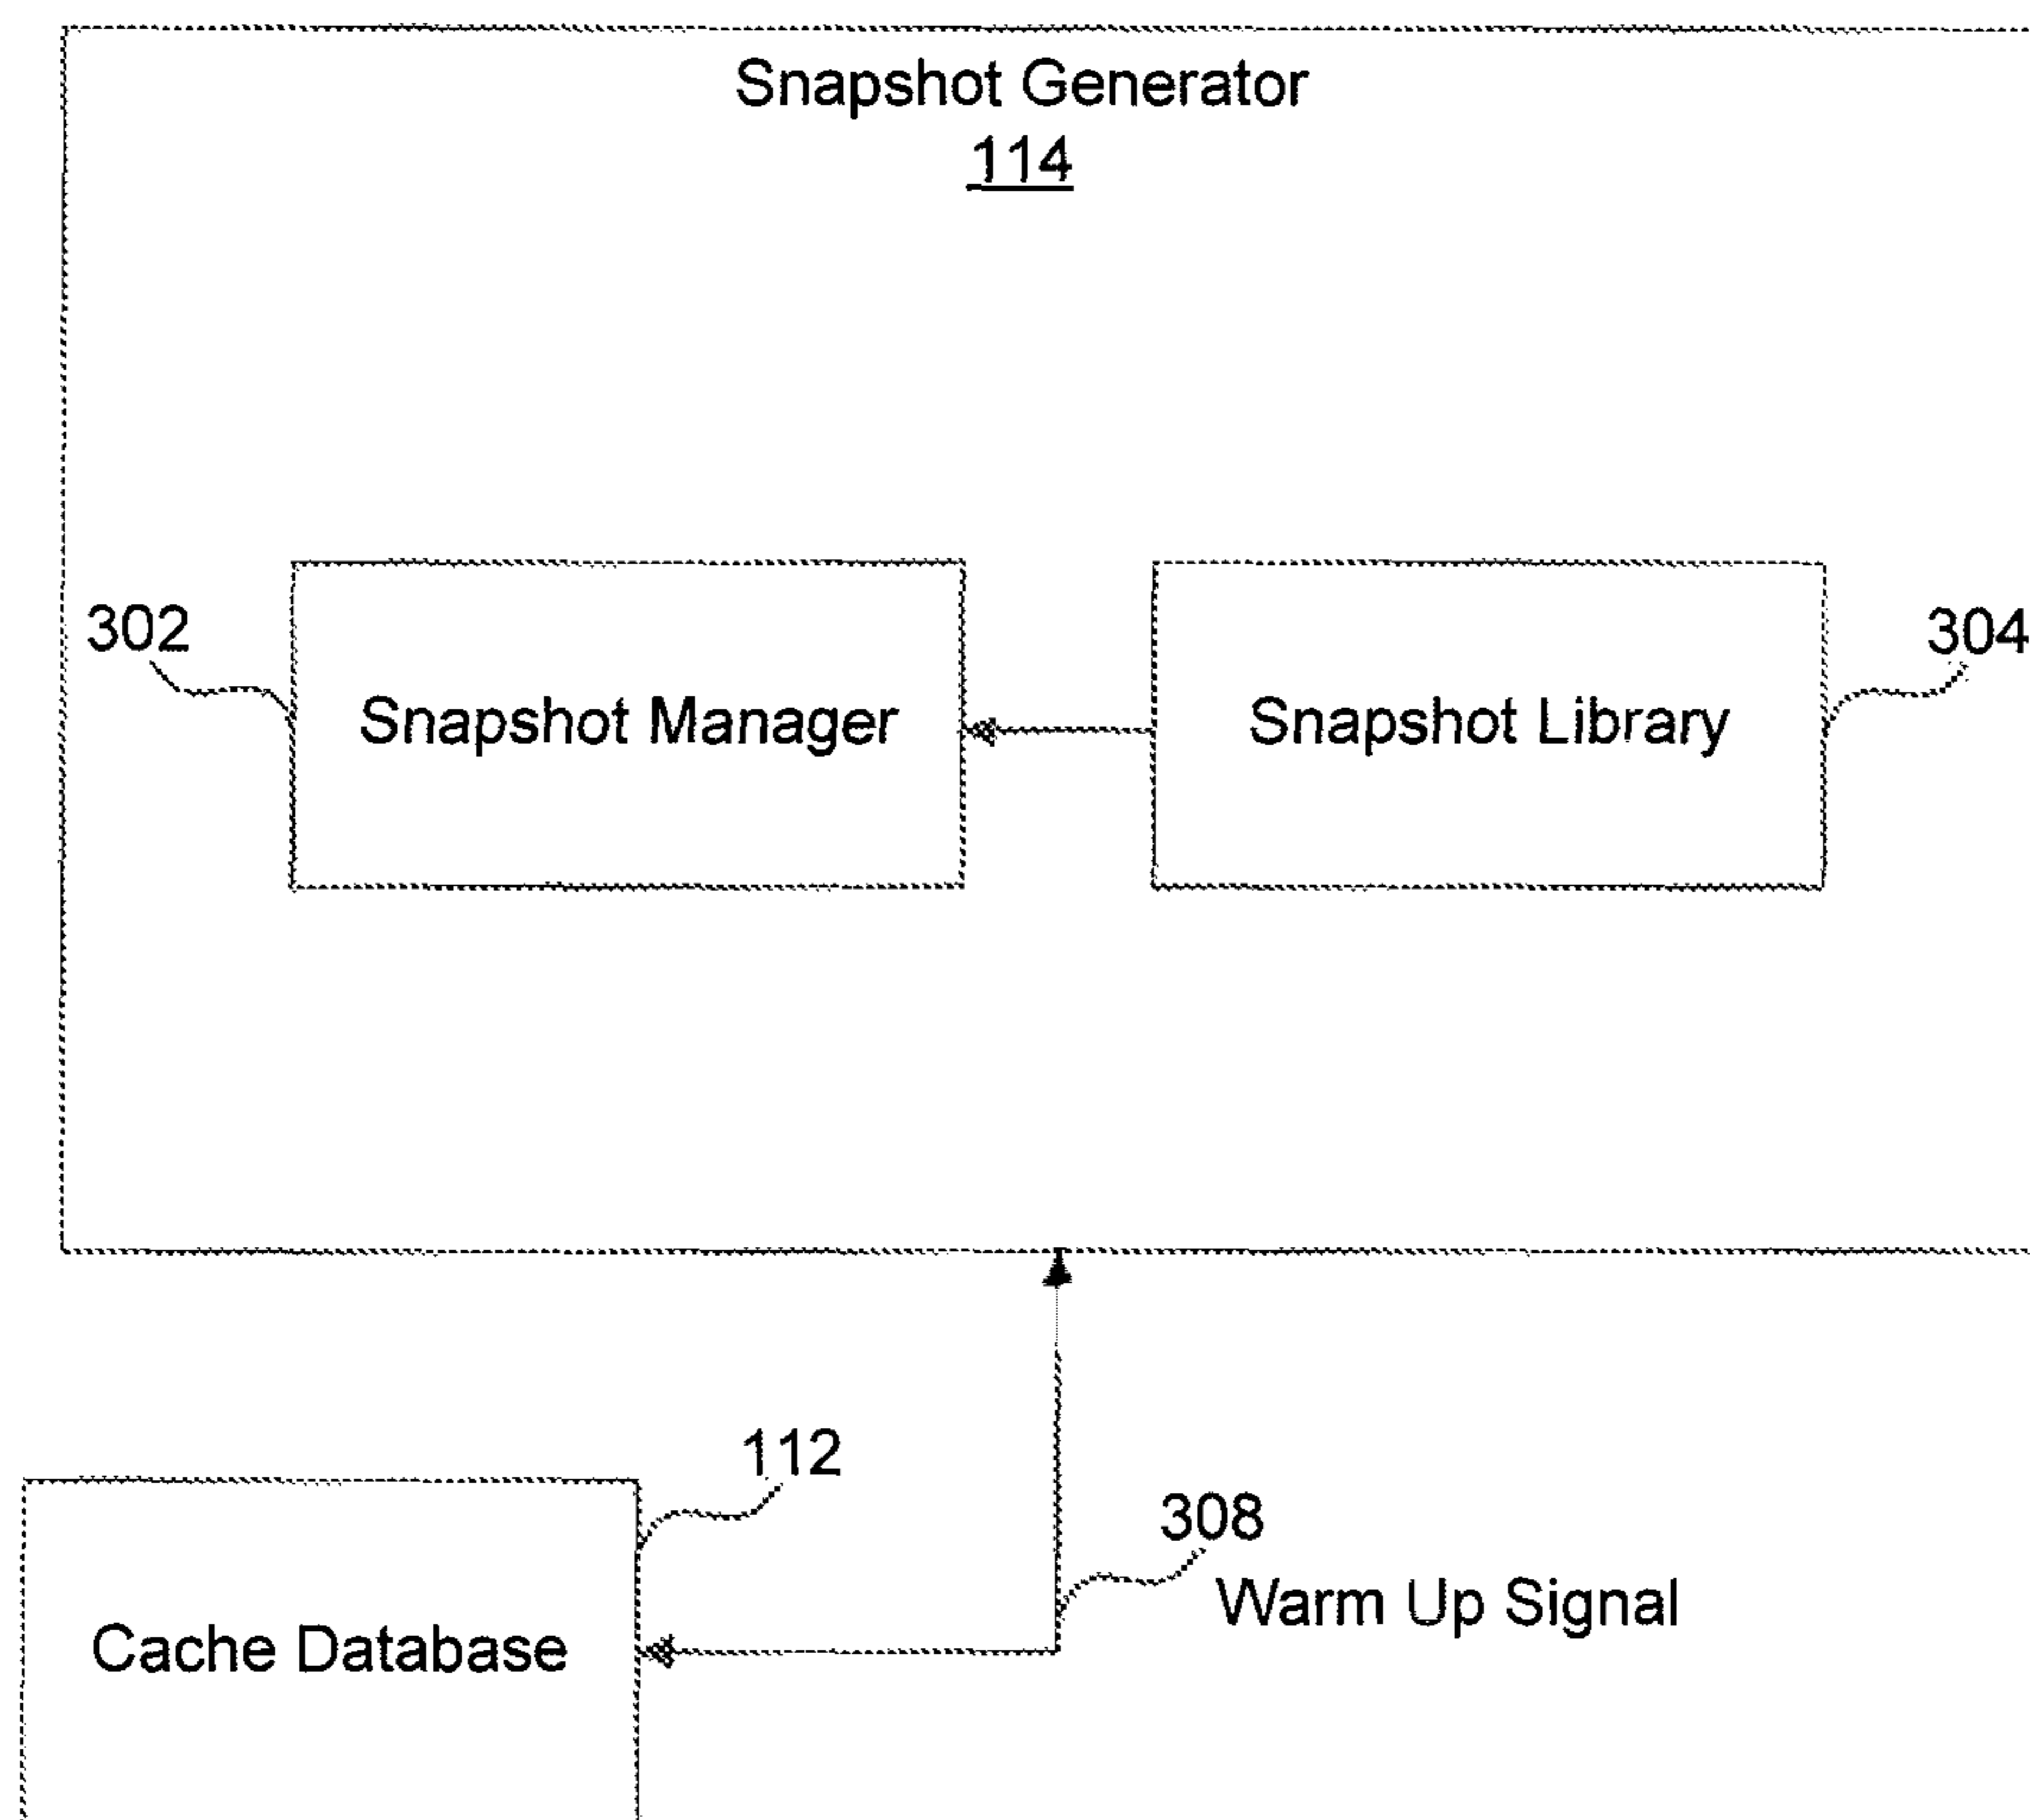 Snapshot Generator
114
302
304
Snapshot Manager
Snapshot Library
112
308
Warm Up Signal
Cache Database